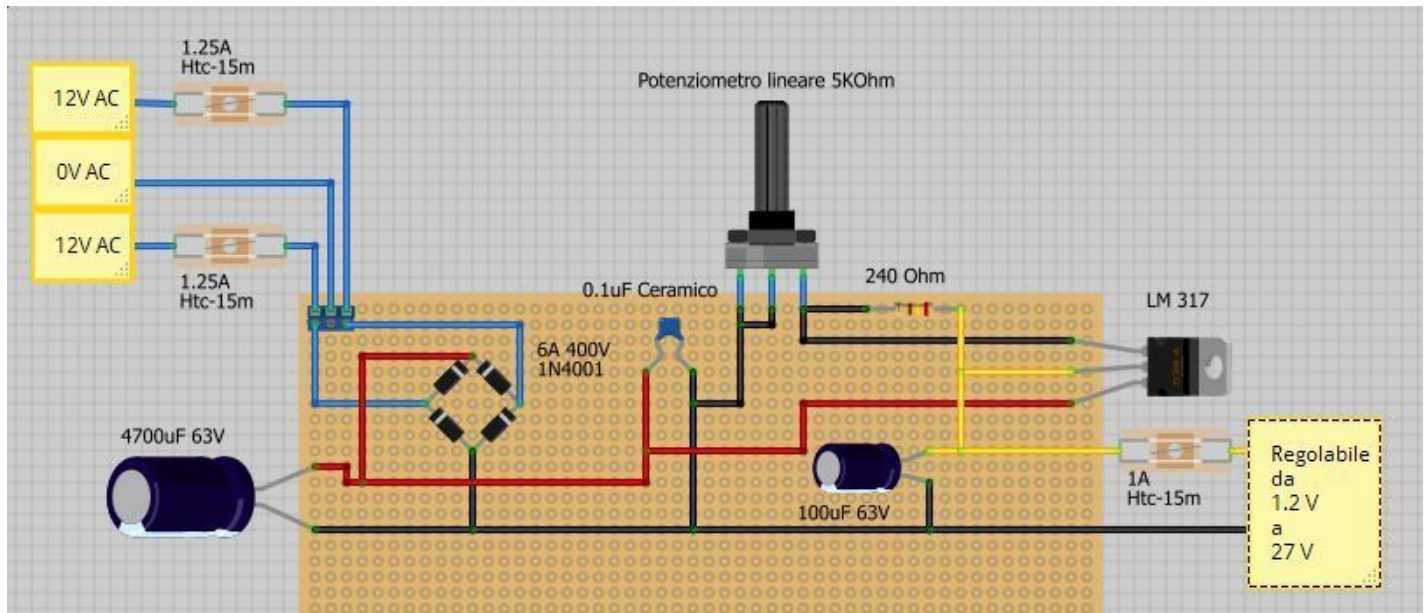 1.25A
Htc-15m
12V AC
0V AC
12V AC
1.25A
Htc-15m
Potenziometro lineare 5KOhm
0.1uF Ceramico
240 Ohm
LM 317
6A 400V
1N4001
4700uF 63V
100uF 63V
1A
Htc-15m
Regolabile
da
1.2 V
a
27 V